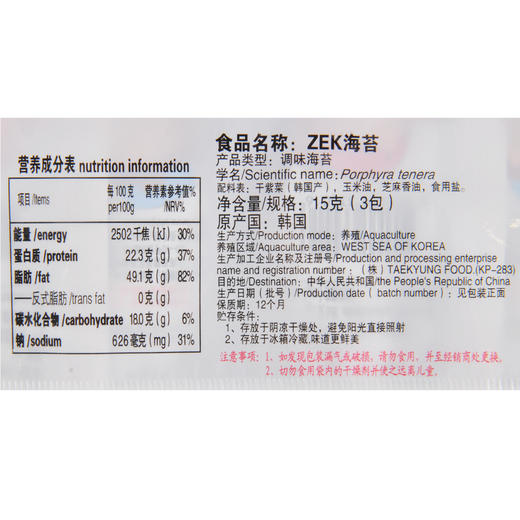 营养成分表 nutrition information
项目/Items 每100克/per100g 营养素参考值%/NRV%
能量/energy 2502千焦(kJ) 30%
蛋白质/protein 22.3克(g) 37%
脂肪/fat 49.1克(g) 82%
—反式脂肪/trans fat 0克(g)
碳水化合物/carbohydrate 18.0克(g) 6%
钠/sodium 626毫克(mg) 31%
食品名称：ZEK海苔
产品类型：调味海苔
学名/Scientific name：Porphyra tenera
配料表：干紫菜（韩国产），玉米油，芝麻香油，食用盐。
净含量/规格：15克（3包）
原产国：韩国
生产方式/Production mode：养殖/Aquaculture
养殖区域/Aquaculture area：WEST SEA OF KOREA
生产加工企业名称及注册号/Production and processing enterprise
name and registration number：（株）TAEKYUNG FOOD.(KP-283)
目的地/Destination：中华人民共和国/the People's Republic of China
生产日期（批号）/Production date（batch number）：见包装正面
保质期：12个月
贮存条件：
1、存放于阴凉干燥处，避免阳光直接照射
2、存放于冰箱冷藏,味道更鲜美
注意事项：1、如发现包装漏气或破损，请勿食用，并至经销商处更换。
2、切勿食用袋内的干燥剂并使之远离儿童。